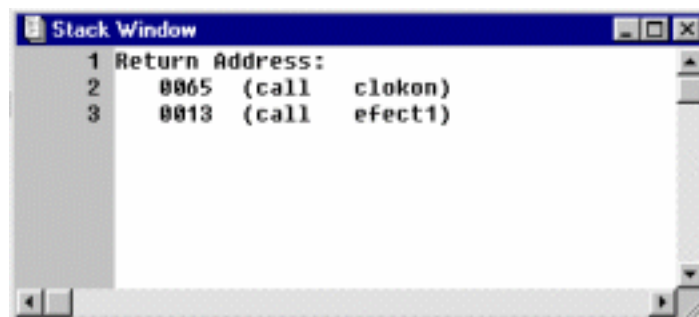 Stack Window
1 Return Address:
2 0065 (call clokon)
3 0013 (call efect1)